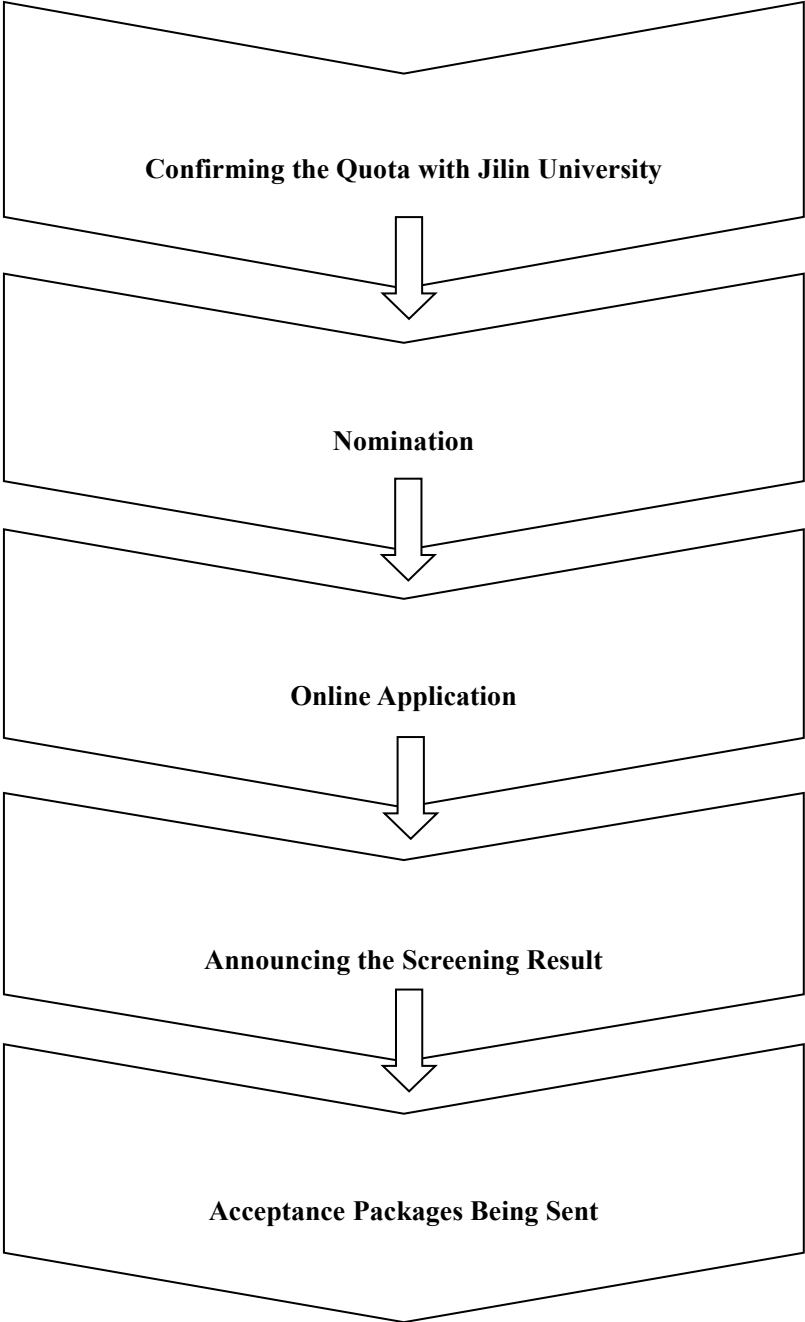 Confirming the Quota with Jilin University
Nomination
Online Application
Announcing the Screening Result
Acceptance Packages Being Sent